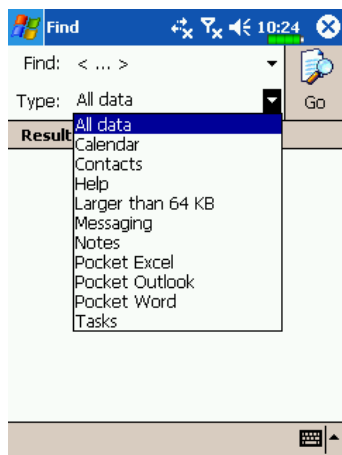 Find 10:24
Find: < ... >
Type: All data
Go
Result
All data
Calendar
Contacts
Help
Larger than 64 KB
Messaging
Notes
Pocket Excel
Pocket Outlook
Pocket Word
Tasks